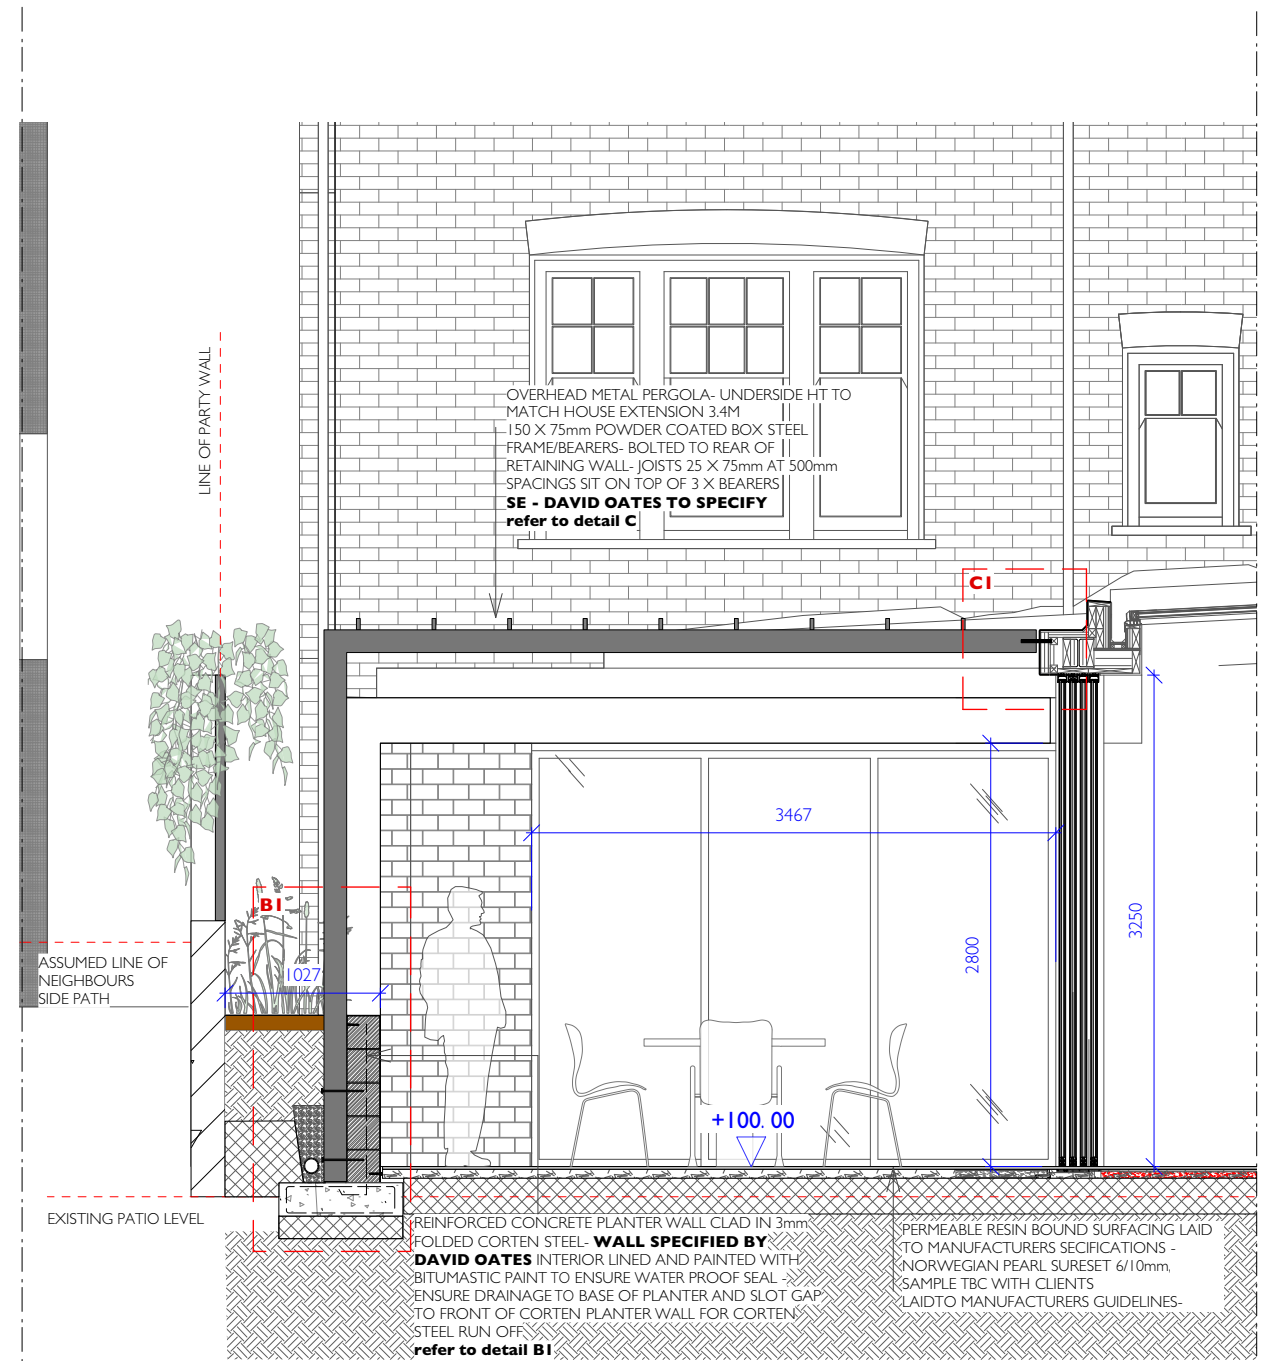 LINE OF PARTY WALL
OVERHEAD METAL PERGOLA- UNDERSIDE HT TO
MATCH HOUSE EXTENSION 3.4M
150 X 75mm POWDER COATED BOX STEEL
FRAME/BEARERS- BOLTED TO REAR OF
RETAINING WALL- JOISTS 25 X 75mm AT 500mm
SPACINGS SIT ON TOP OF 3 X BEARERS
SE - DAVID OATES TO SPECIFY
refer to detail C
C1
3467
B1
1027
2800
3250
ASSUMED LINE OF
NEIGHBOURS
SIDE PATH
+100.00
EXISTING PATIO LEVEL
REINFORCED CONCRETE PLANTER WALL CLAD IN 3mm
FOLDED CORTEN STEEL- WALL SPECIFIED BY
DAVID OATES INTERIOR LINED AND PAINTED WITH
BITUMASTIC PAINT TO ENSURE WATER PROOF SEAL -
ENSURE DRAINAGE TO BASE OF PLANTER AND SLOT GAP
TO FRONT OF CORTEN PLANTER WALL FOR CORTEN
STEEL RUN OFF.
refer to detail B1
PERMEABLE RESIN BOUND SURFACING LAID
TO MANUFACTURERS SECIFICATIONS -
NORWEGIAN PEARL SURESET 6/10mm,
SAMPLE TBC WITH CLIENTS
LAIDTO MANUFACTURERS GUIDELINES-